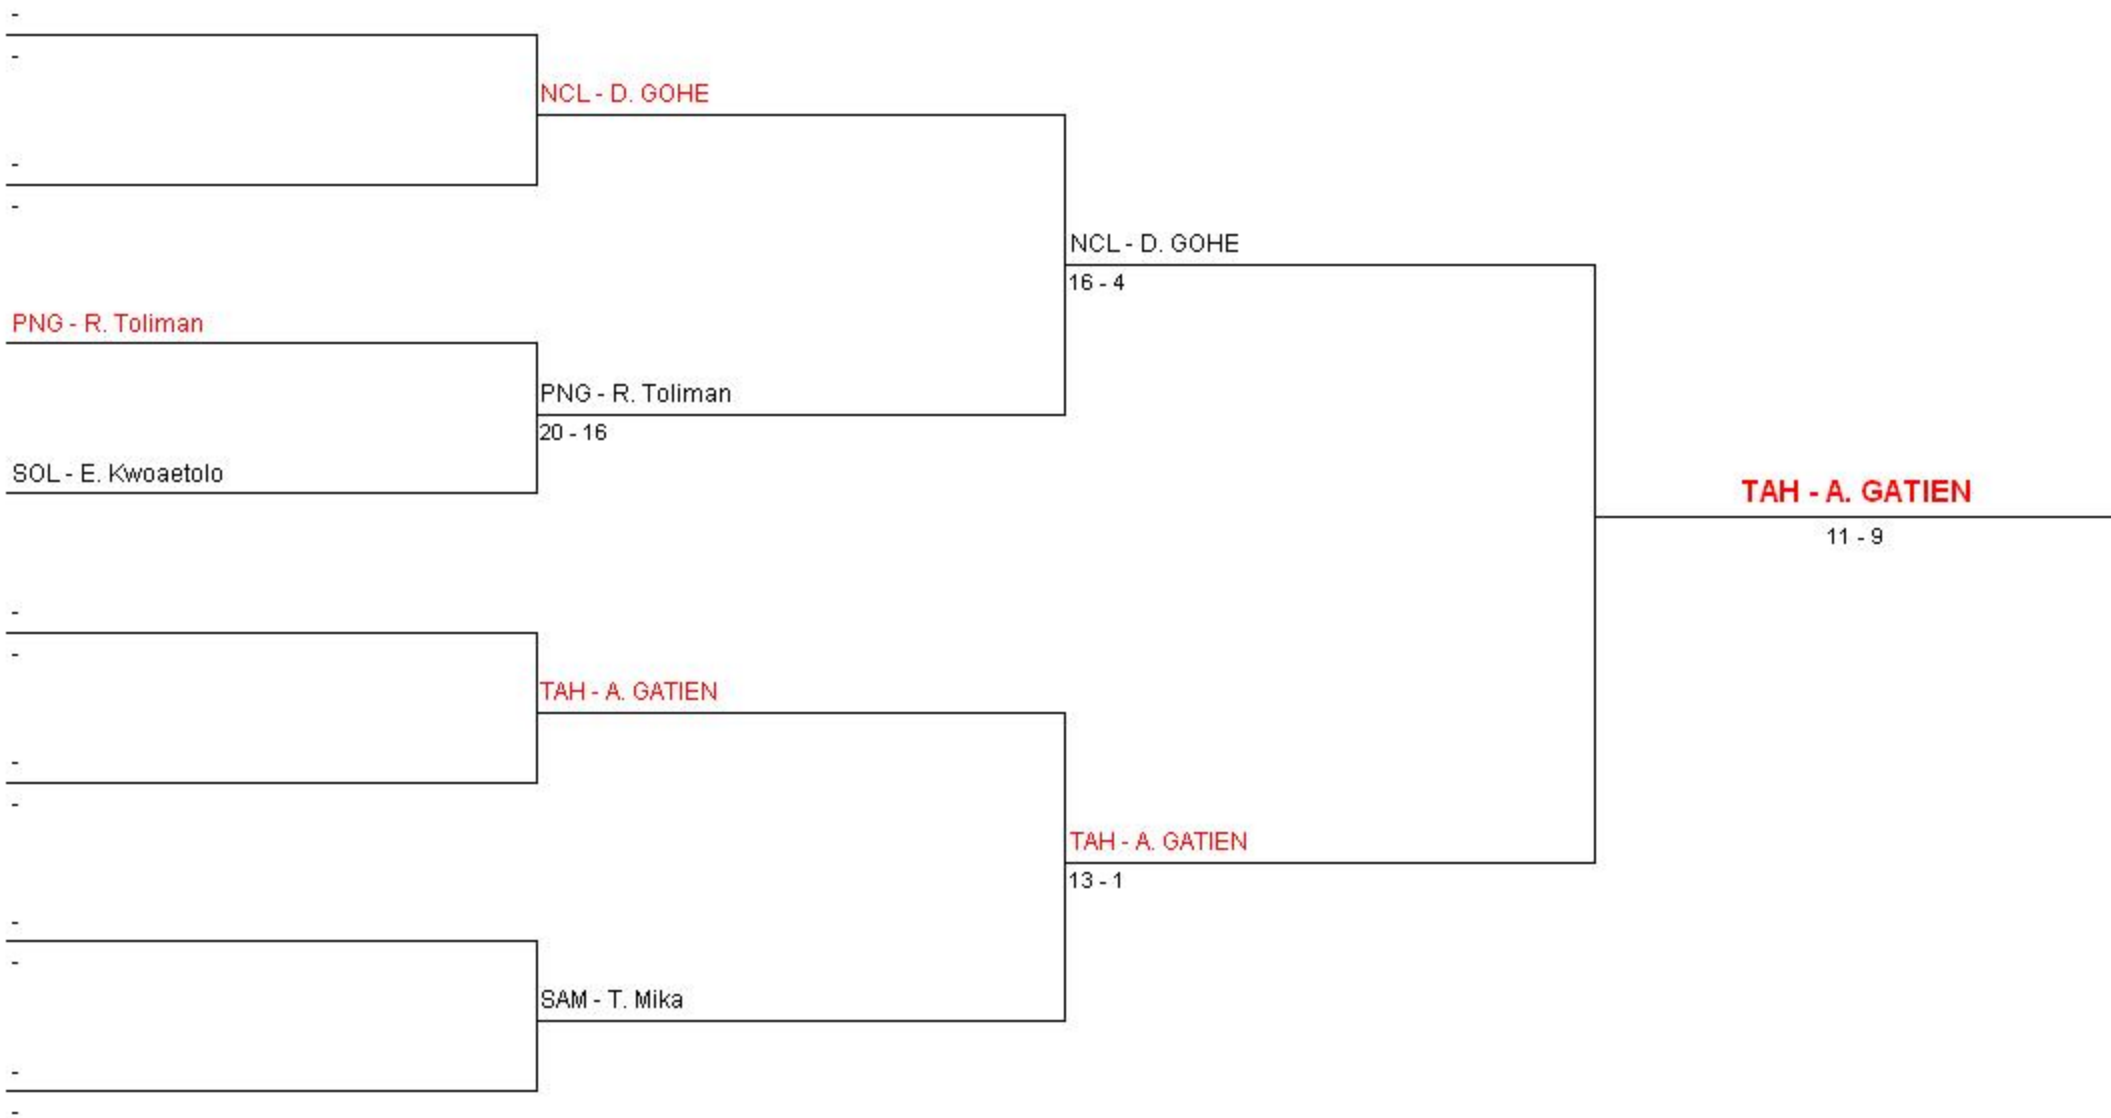 -
-
NCL - D. GOHE
-
-
NCL - D. GOHE
16 - 4
PNG - R. Toliman
PNG - R. Toliman
20 - 16
SOL - E. Kwoaetolo
TAH - A. GATIEN
11 - 9
-
-
TAH - A. GATIEN
-
-
TAH - A. GATIEN
13 - 1
-
-
SAM - T. Mika
-
-